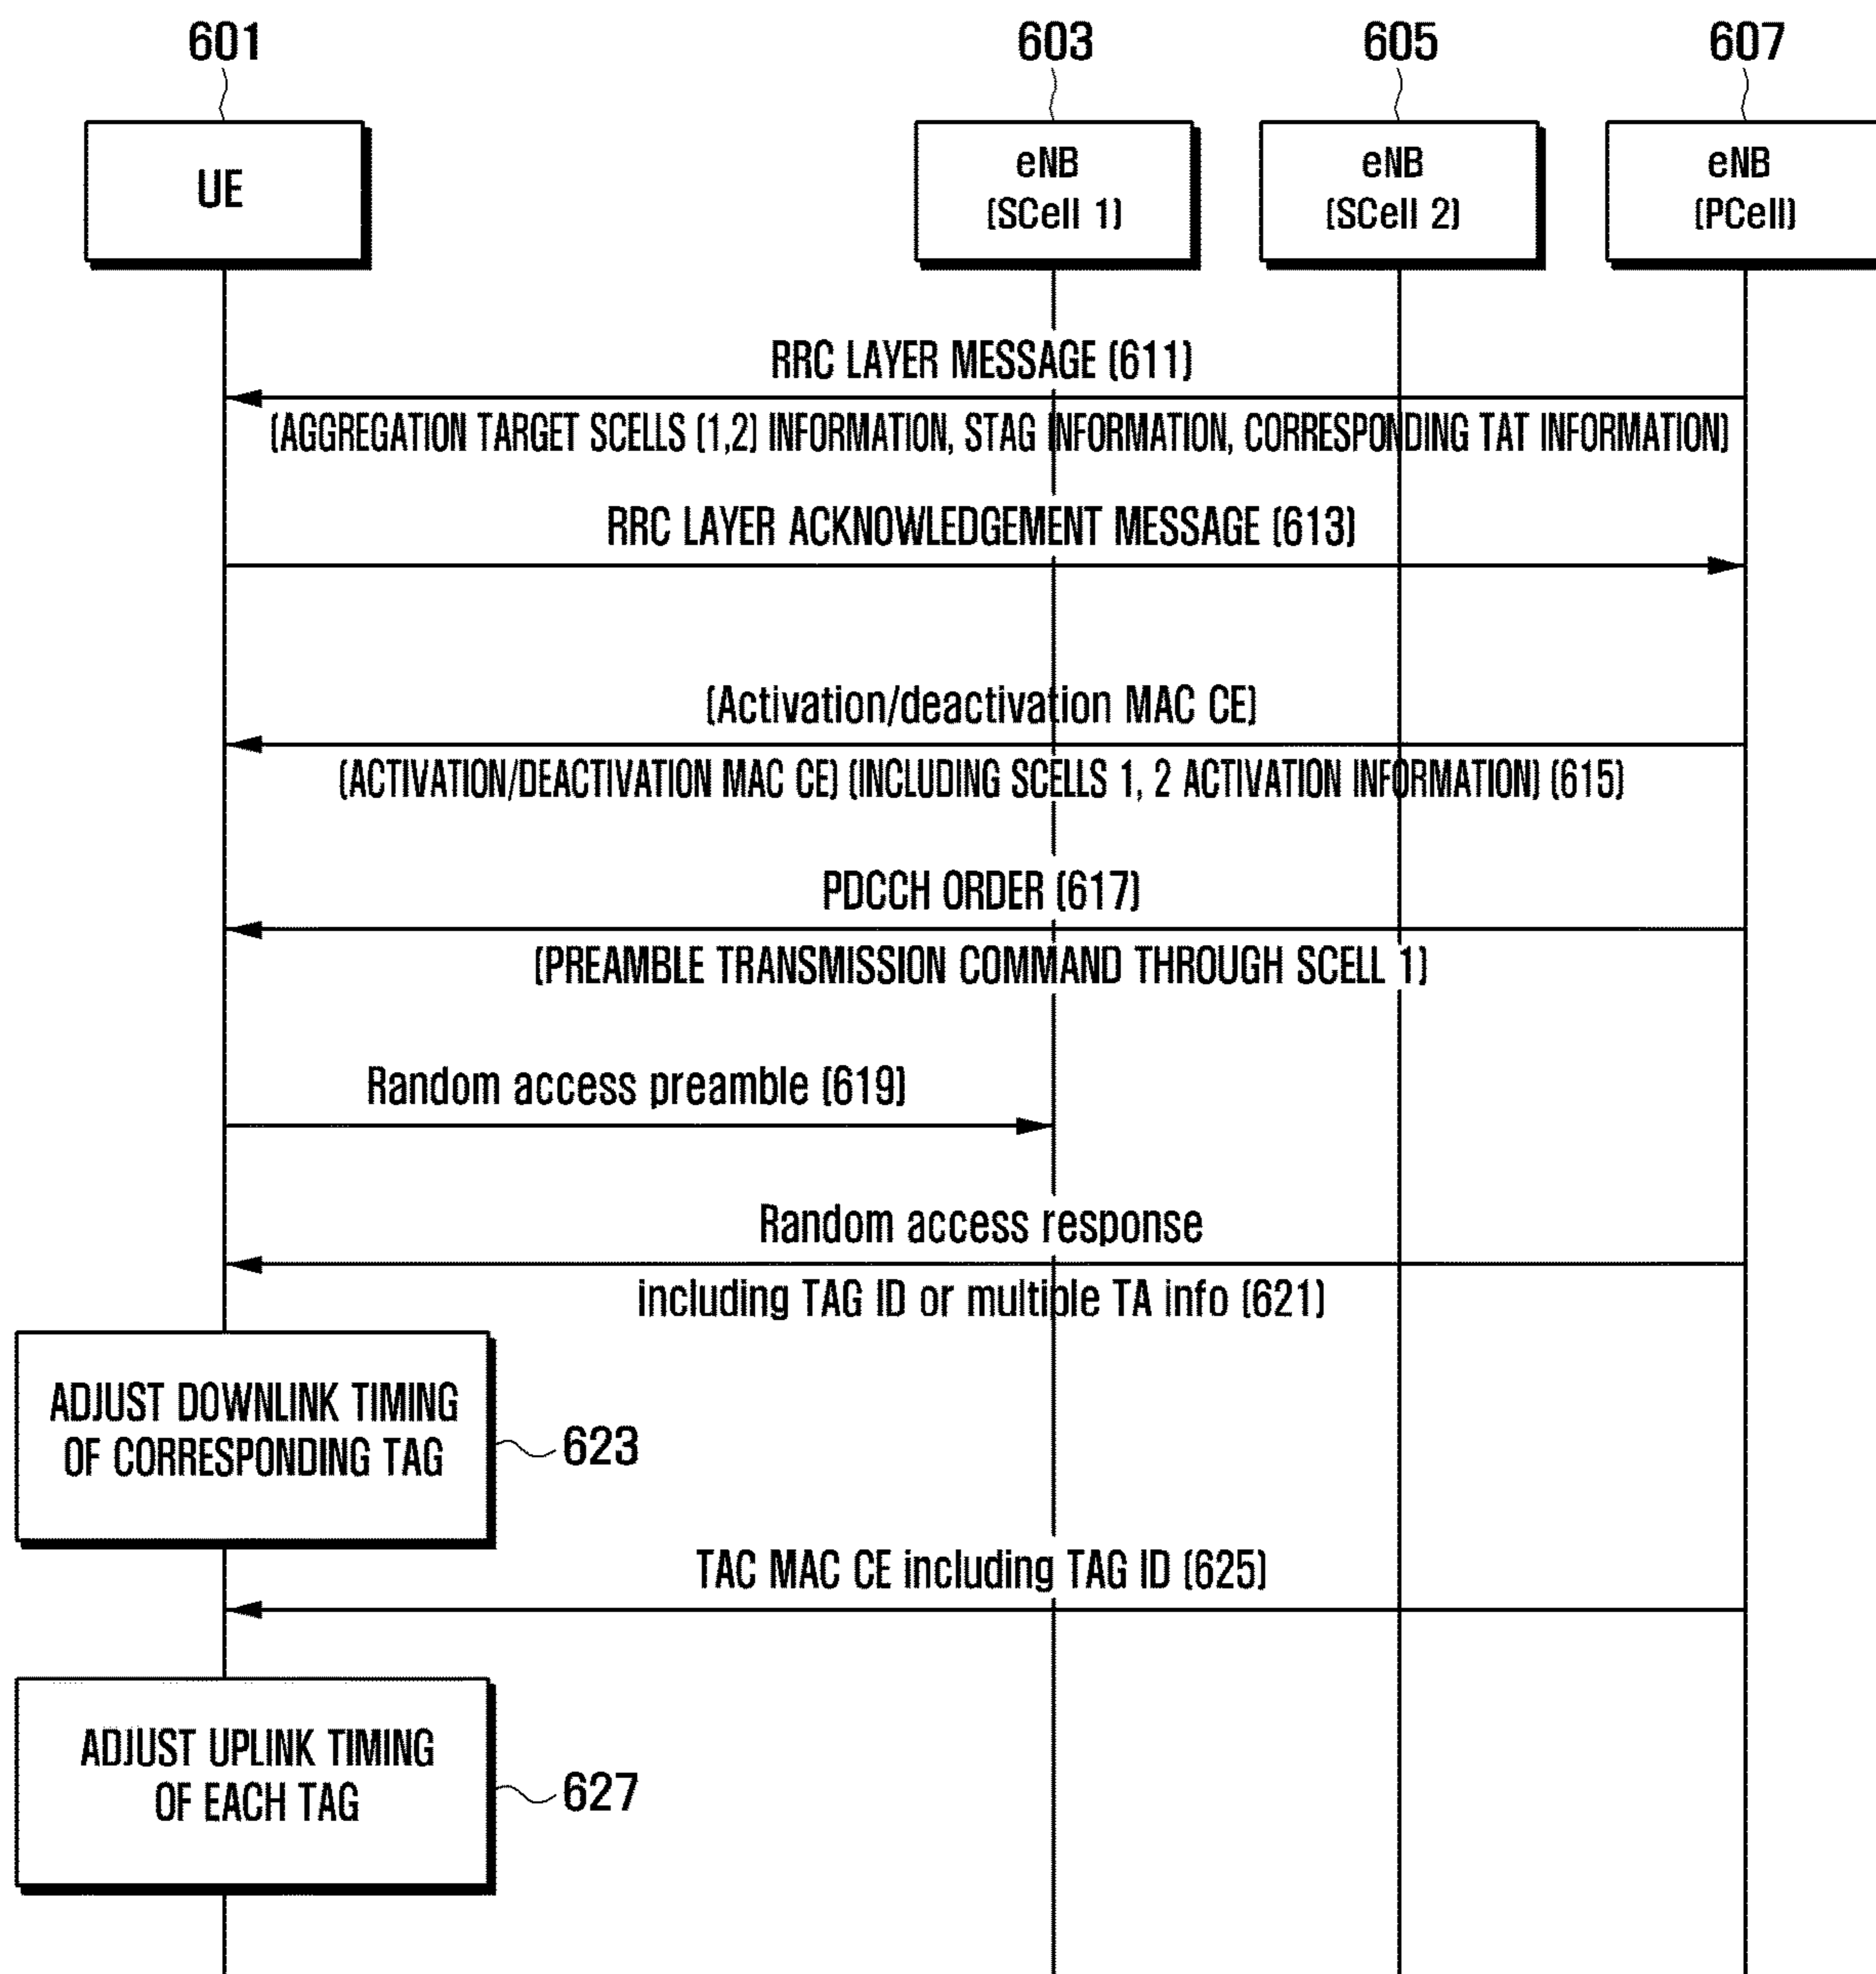 601
603
605
607
UE
eNB
(SCell 1)
eNB
(SCell 2)
eNB
(PCell)
RRC LAYER MESSAGE (611)
(AGGREGATION TARGET SCELLS (1,2) INFORMATION, STAG INFORMATION, CORRESPONDING TAT INFORMATION)
RRC LAYER ACKNOWLEDGEMENT MESSAGE (613)
(Activation/deactivation MAC CE)
(ACTIVATION/DEACTIVATION MAC CE) (INCLUDING SCELLS 1, 2 ACTIVATION INFORMATION) (615)
PDCCH ORDER (617)
(PREAMBLE TRANSMISSION COMMAND THROUGH SCELL 1)
Random access preamble (619)
Random access response
including TAG ID or multiple TA info (621)
ADJUST DOWNLINK TIMING
OF CORRESPONDING TAG
623
TAC MAC CE including TAG ID (625)
ADJUST UPLINK TIMING
OF EACH TAG
627